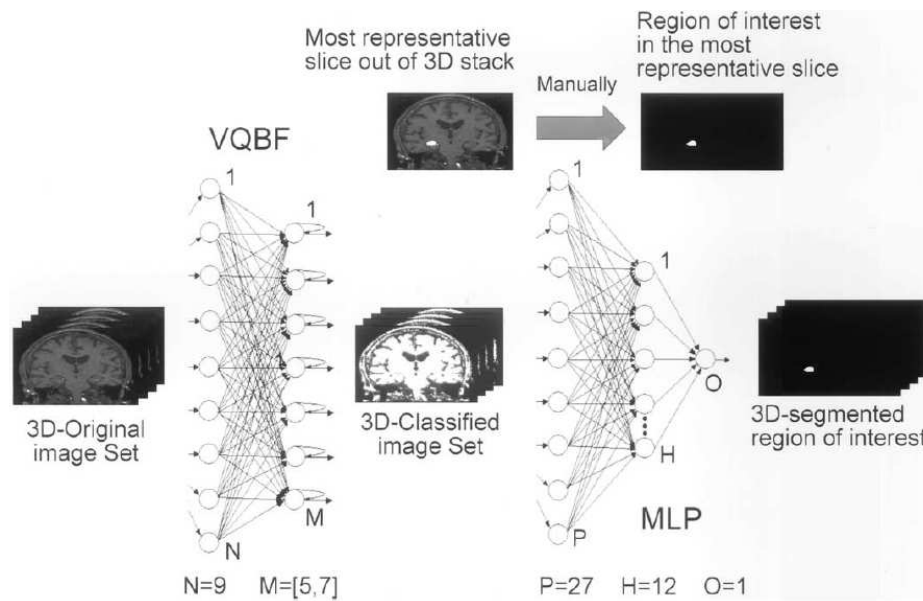 Most representative
slice out of 3D stack
Manually
Region of interest
in the most
representative slice
VQBF
1
1
M
N
3D-Original
image Set
3D-Classified
image Set
1
1
H
P
O
MLP
3D-segmented
region of interest
N=9 M=[5,7]
P=27 H=12 O=1